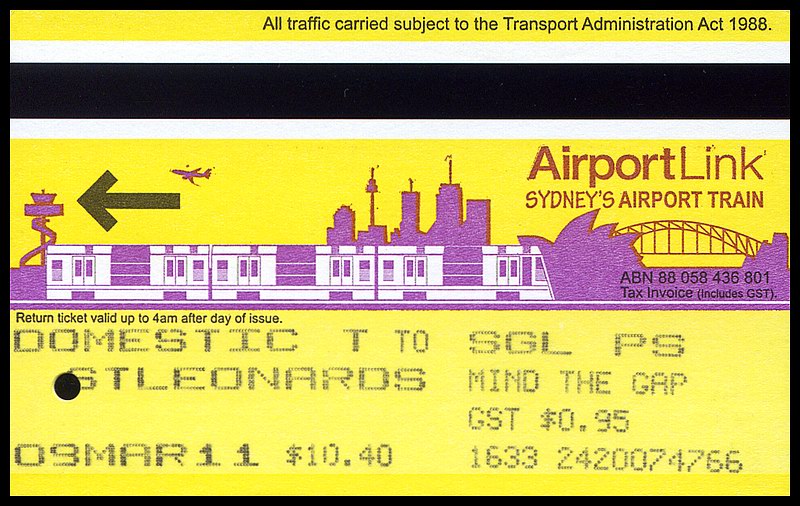 All traffic carried subject to the Transport Administration Act 1988.
AirportLink
SYDNEY'S AIRPORT TRAIN
ABN 88 058 436 801
Tax Invoice (Includes GST).
Return ticket valid up to 4am after day of issue.
DOMESTIC T TO SGL PS
STLEONARDS MIND THE GAP
GST $0.95
09MAR11 $10.40 1633 2420074766